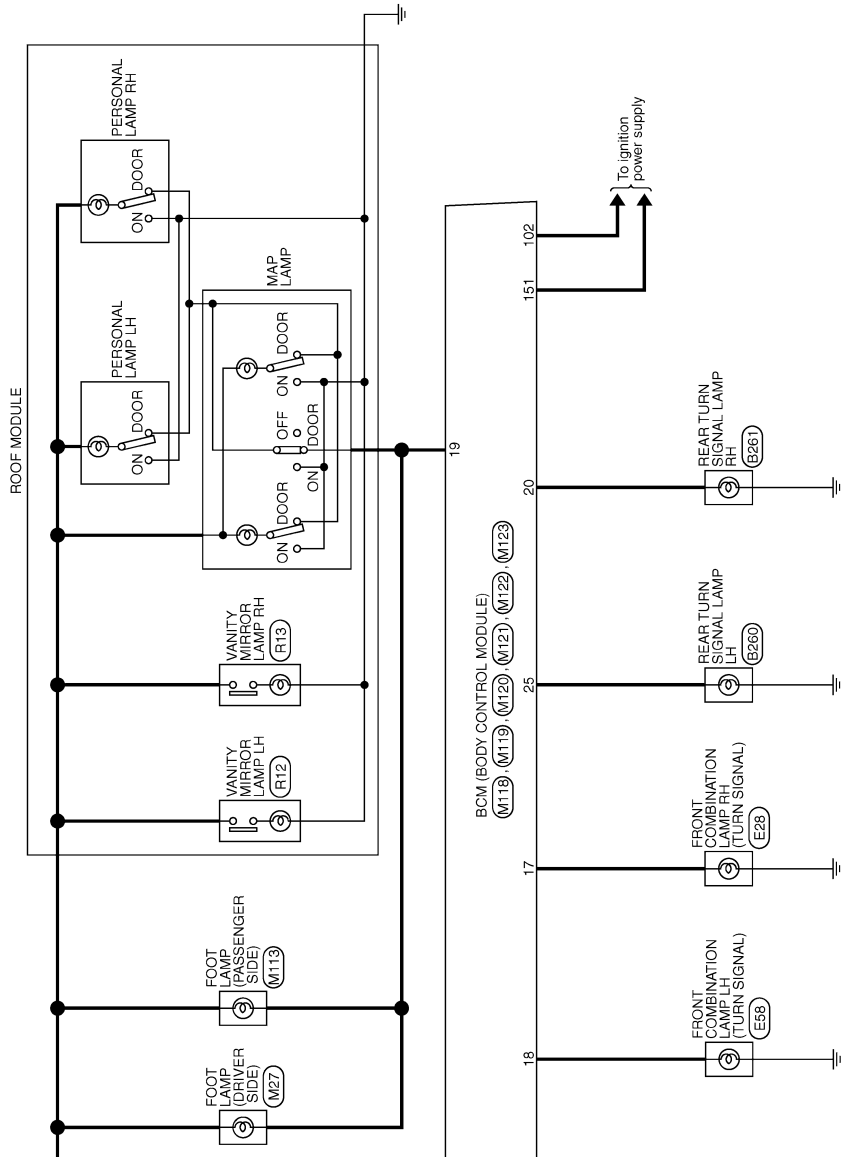 ROOF MODULE
PERSONAL
LAMP RH
DOOR
ON
PERSONAL
LAMP LH
DOOR
ON
MAP
LAMP
DOOR
ON
OFF
DOOR
ON
DOOR
ON
VANITY
MIRROR
LAMP RH
R13
VANITY
MIRROR
LAMP LH
R12
FOOT
LAMP
(PASSENGER
SIDE)
M113
FOOT
LAMP
(DRIVER
SIDE)
M27
To ignition
power supply
102
151
19
20
25
17
18
BCM (BODY CONTROL MODULE)
M118 , M119 , M120 , M121 , M122 , M123
REAR TURN
SIGNAL LAMP
RH
B261
REAR TURN
SIGNAL LAMP
LH
B260
FRONT
COMBINATION
LAMP RH
(TURN SIGNAL)
E28
FRONT
COMBINATION
LAMP LH
(TURN SIGNAL)
E58